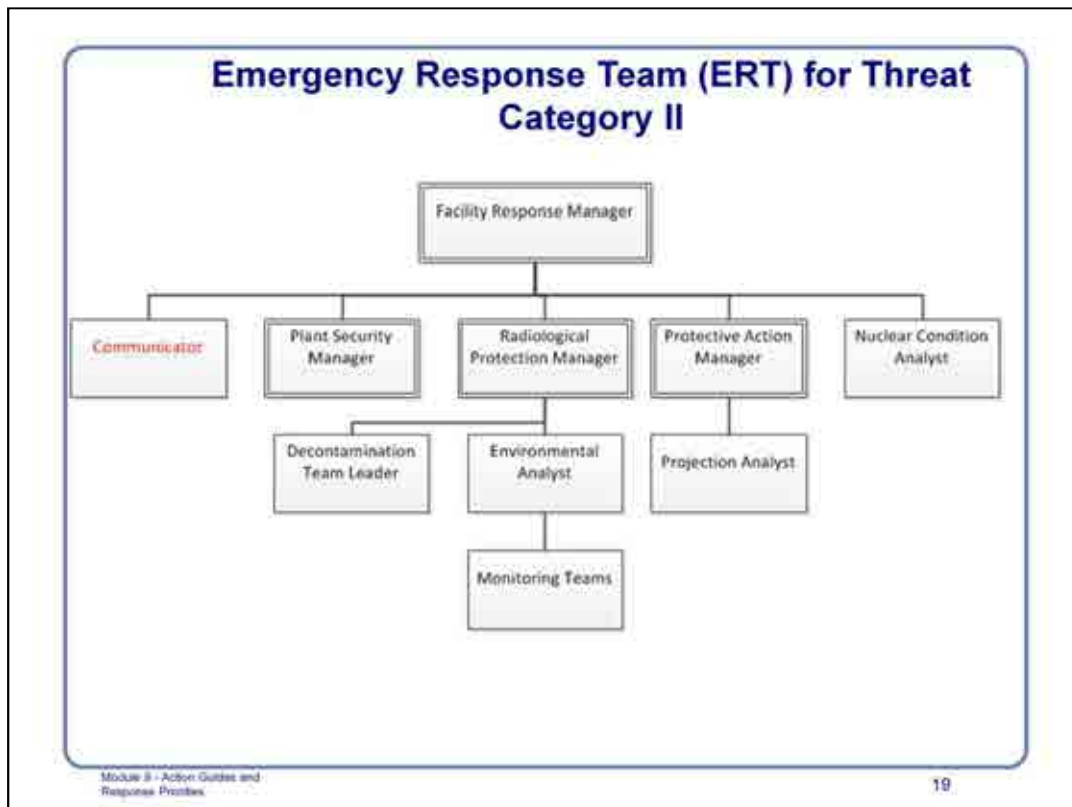 Emergency Response Team (ERT) for Threat
Category II
Facility Response Manager
Communicator
Plant Security
Manager
Radiological
Protection Manager
Protective Action
Manager
Nuclear Condition
Analyst
Decontamination
Team Leader
Environmental
Analyst
Projection Analyst
Monitoring Teams
Module - Action Guides and
Response Priorities
19